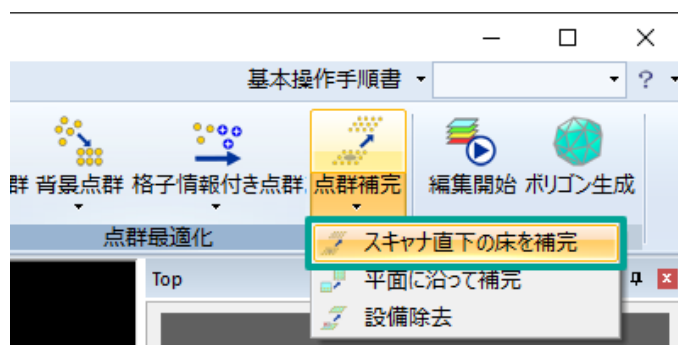 基本操作手順書
?
群 背景点群 格子情報付き点群 点群補完 編集開始 ポリゴン生成
点群最適化
スキャナ直下の床を補完
Top
平面に沿って補完
設備除去